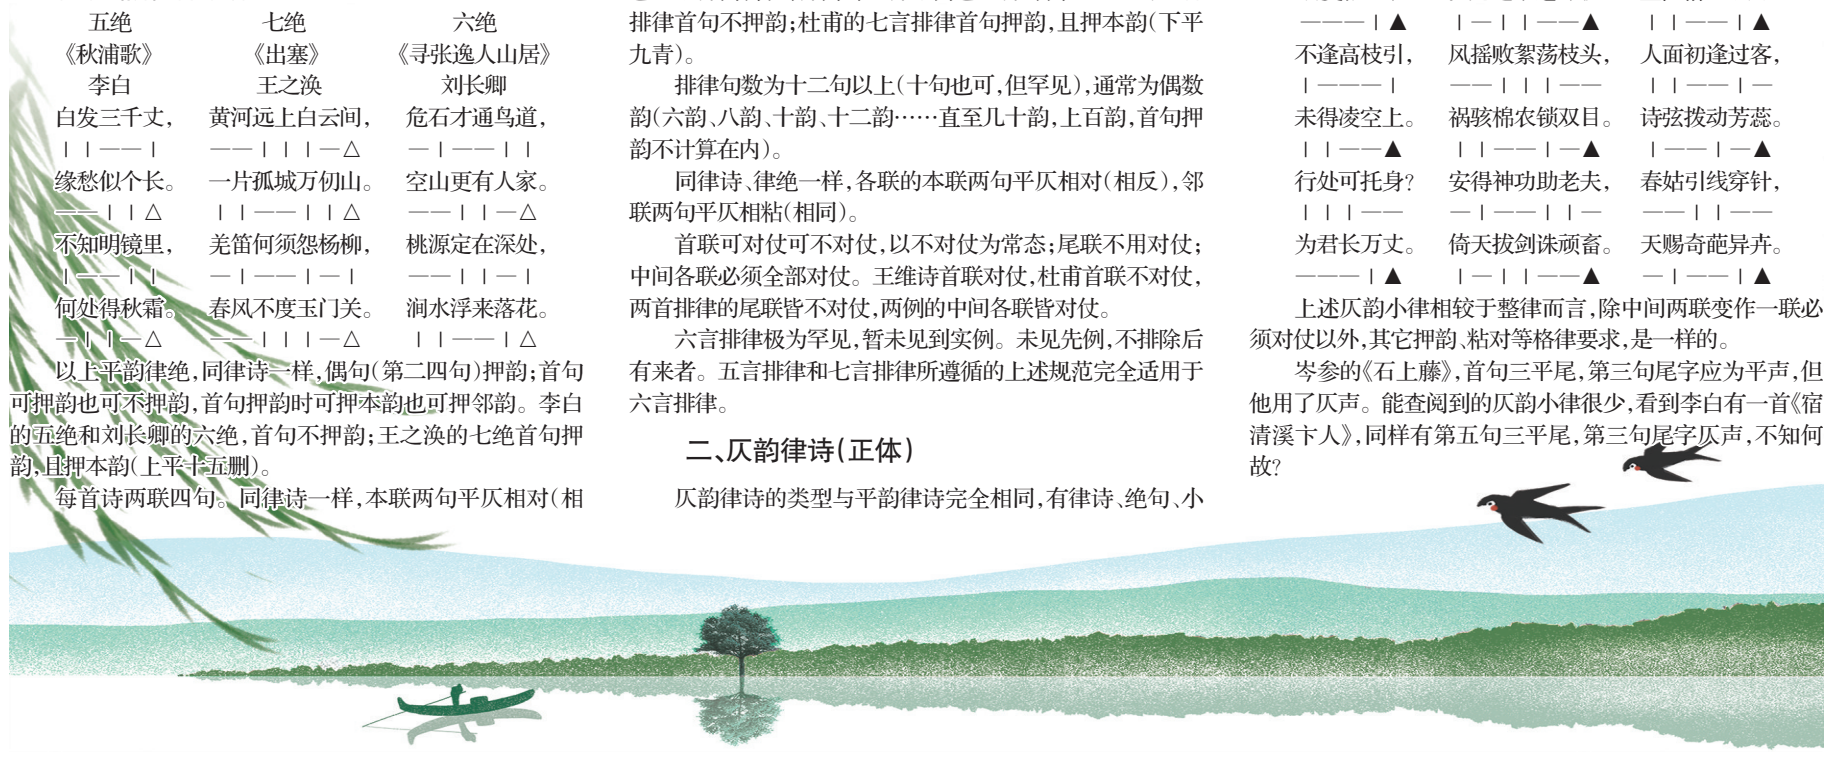 五绝 七绝 六绝
《秋浦歌》 《出塞》 《寻张逸人山居》
李白 王之涣 刘长卿
白发三千丈， 黄河远上白云间， 危石才通鸟道，
｜｜——｜ ——｜｜｜—△ —｜——｜｜
缘愁似个长。 一片孤城万仞山。 空山更有人家。
——｜｜△ ｜｜——｜｜△ ——｜｜—△
不知明镜里， 羌笛何须怨杨柳， 桃源定在深处，
｜——｜｜ —｜——｜—｜ ——｜｜—｜
何处得秋霜。 春风不度玉门关。 涧水浮来落花。
—｜｜—△ ——｜｜｜—△ ｜｜——｜△
以上平韵律绝，同律诗一样，偶句（第二四句）押韵；首句
可押韵也可不押韵，首句押韵时可押本韵也可押邻韵。李白
的五绝和刘长卿的六绝，首句不押韵；王之涣的七绝首句押
韵，且押本韵（上平十五删）。
每首诗两联四句。同律诗一样，本联两句平仄相对（相
排律首句不押韵；杜甫的七言排律首句押韵，且押本韵（下平
九青）。
排律句数为十二句以上（十句也可，但罕见），通常为偶数
韵（六韵、八韵、十韵、十二韵……直至几十韵，上百韵，首句押
韵不计算在内）。
同律诗、律绝一样，各联的本联两句平仄相对（相反），邻
联两句平仄相粘（相同）。
首联可对仗可不对仗，以不对仗为常态；尾联不用对仗；
中间各联必须全部对仗。王维诗首联对仗，杜甫首联不对仗，
两首排律的尾联皆不对仗，两例的中间各联皆对仗。
六言排律极为罕见，暂未见到实例。未见先例，不排除后
有来者。五言排律和七言排律所遵循的上述规范完全适用于
六言排律。
二、仄韵律诗（正体）
仄韵律诗的类型与平韵律诗完全相同，有律诗、绝句、小
———｜▲ ｜—｜｜——▲ ｜｜——｜▲
不逢高枝引， 风摇败絮荡枝头， 人面初逢过客，
｜———｜ ——｜｜｜—— ｜｜——｜—
未得凌空上。 祸骇棉农锁双目。 诗弦拨动芳蕊。
｜｜——▲ ｜｜——｜—▲ ｜——｜—▲
行处可托身？ 安得神功助老夫， 春姑引线穿针，
｜｜｜—— —｜——｜｜— ——｜｜——
为君长万丈。 倚天拔剑诛顽畜。 天赐奇葩异卉。
———｜▲ ｜—｜｜——▲ —｜——｜▲
上述仄韵小律相较于整律而言，除中间两联变作一联必
须对仗以外，其它押韵、粘对等格律要求，是一样的。
岑参的《石上藤》，首句三平尾，第三句尾字应为平声，但
他用了仄声。能查阅到的仄韵小律很少，看到李白有一首《宿
清溪卞人》，同样有第五句三平尾，第三句尾字仄声，不知何
故？